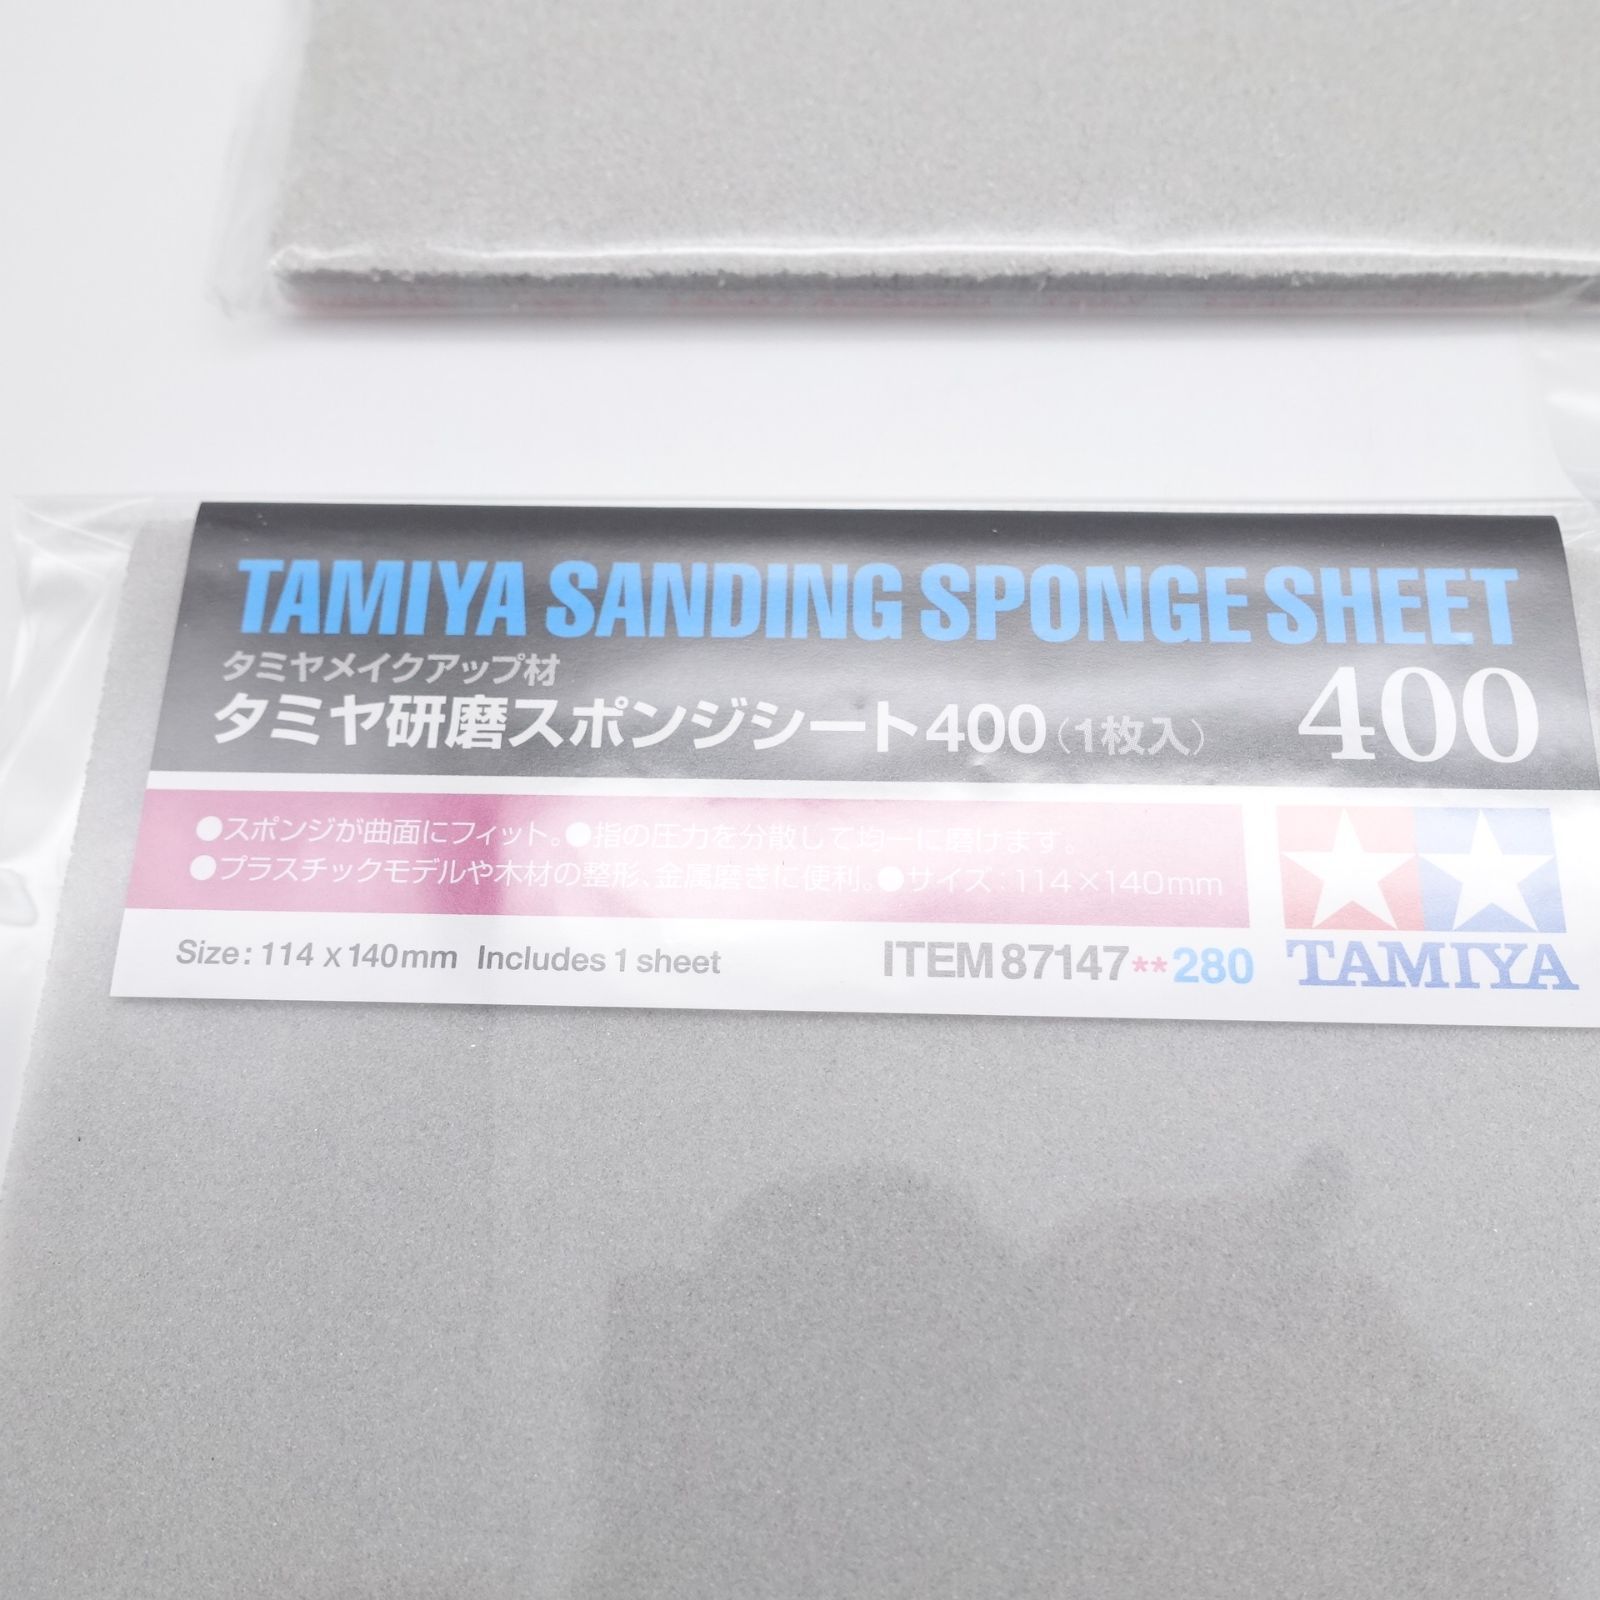 TAMIYA SANDING SPONGE SHEET
タミヤメイクアップ材
タミヤ研磨スポンジシート400（1枚入）
400
●スポンジが曲面にフィット。●指の圧力を分散して均一に磨けます。
●プラスチックモデルや木材の整形、金属磨きに便利。●サイズ：114×140mm
Size: 114 x 140mm Includes 1 sheet
ITEM 87147**280
TAMIYA